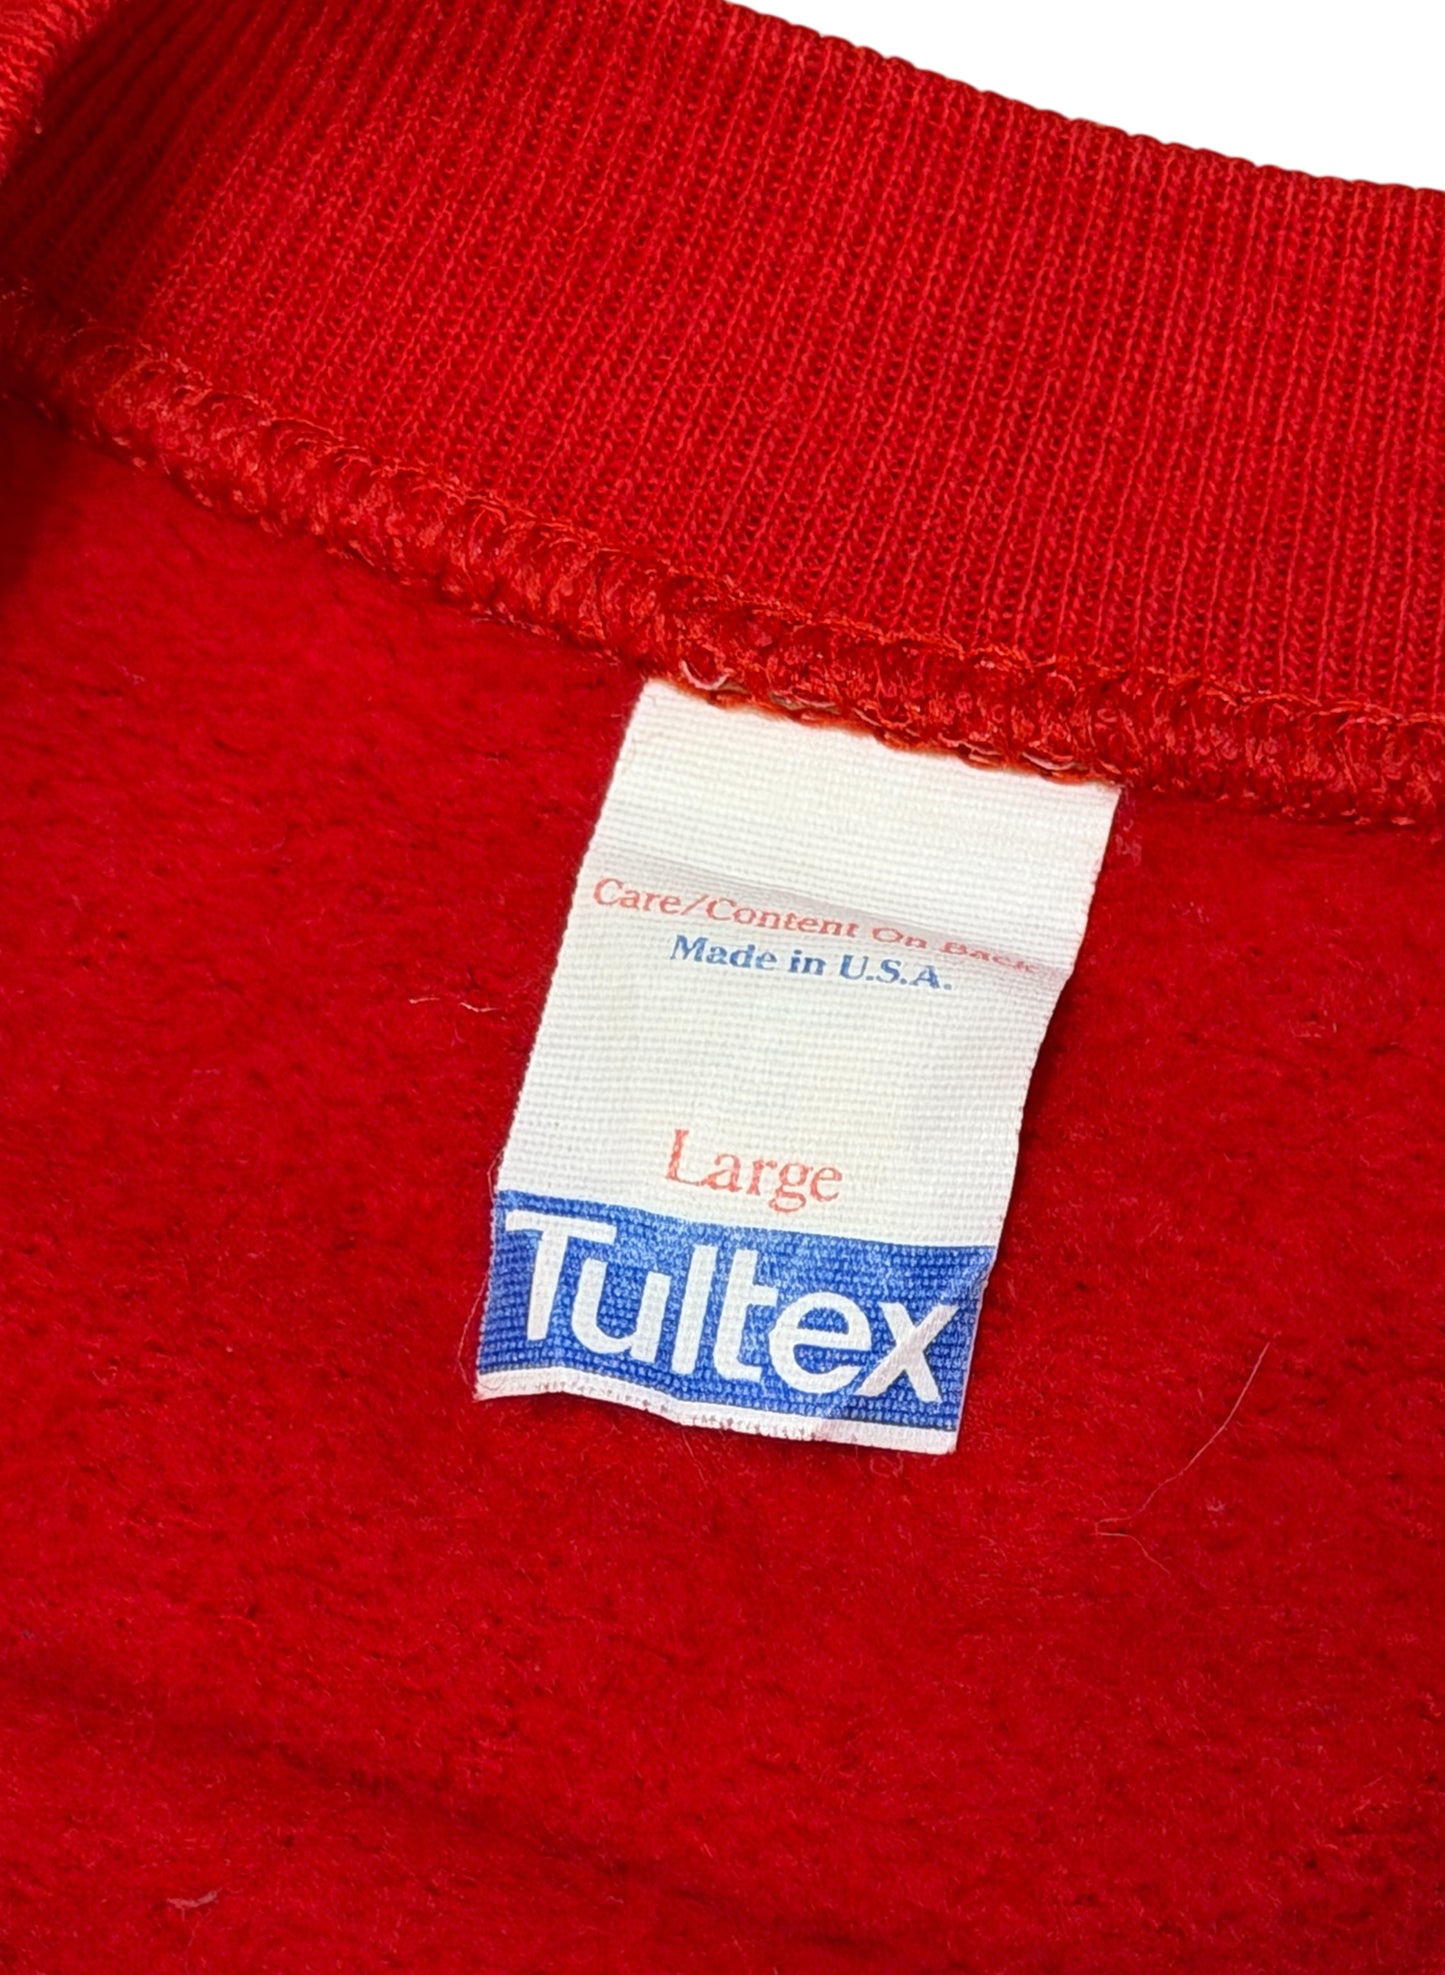 Care/Content On Back
Made in U.S.A.
Large
Tultex